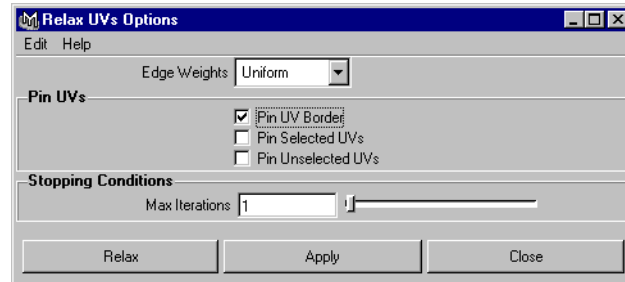 Relax UVs Options
Edit Help
Edge Weights Uniform
Pin UVs
Pin UV Border
Pin Selected UVs
Pin Unselected UVs
Stopping Conditions
Max Iterations 1
Relax Apply Close